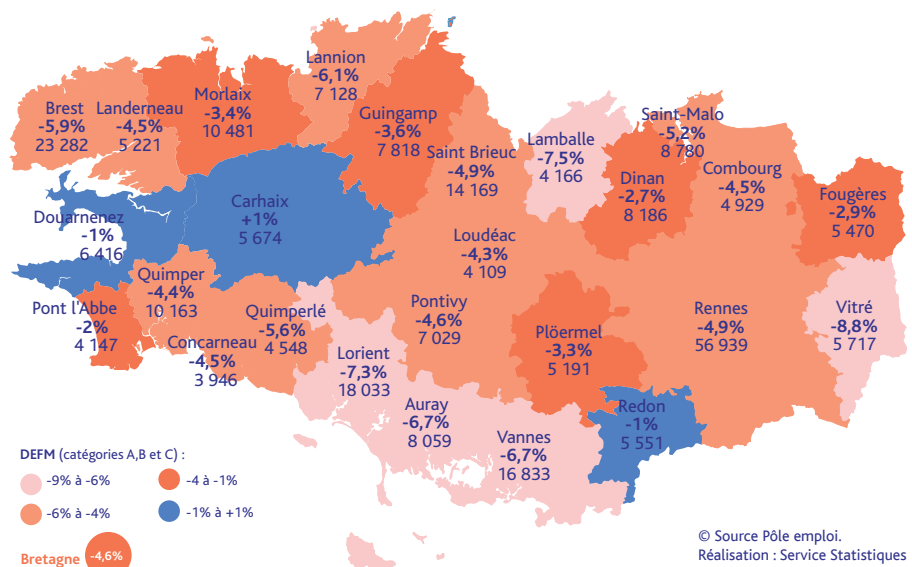 Lannion
-6,1%
7 128
Brest
-5,9%
23 282
Landerneau
-4,5%
5 221
Morlaix
-3,4%
10 481
Guingamp
-3,6%
7 818
Saint Brieuc
-4,9%
14 169
Lamballe
-7,5%
4 166
Saint-Malo
-5,2%
8 780
Dinan
-2,7%
8 186
Combourg
-4,5%
4 929
Fougères
-2,9%
5 470
Carhaix
+1%
5 674
Douarnenez
-1%
6 416
Loudéac
-4,3%
4 109
Quimper
-4,4%
10 163
Pont l'Abbe
-2%
4 147
Concarneau
-4,5%
3 946
Quimperlé
-5,6%
4 548
Pontivy
-4,6%
7 029
Plöermel
-3,3%
5 191
Rennes
-4,9%
56 939
Vitré
-8,8%
5 717
Lorient
-7,3%
18 033
Auray
-6,7%
8 059
Vannes
-6,7%
16 833
Redon
-1%
5 551
DEFM (catégories A,B et C) :
-9% à -6%
-4 à -1%
-6% à -4%
-1% à +1%
Bretagne -4,6%
© Source Pôle emploi.
Réalisation : Service Statistiques